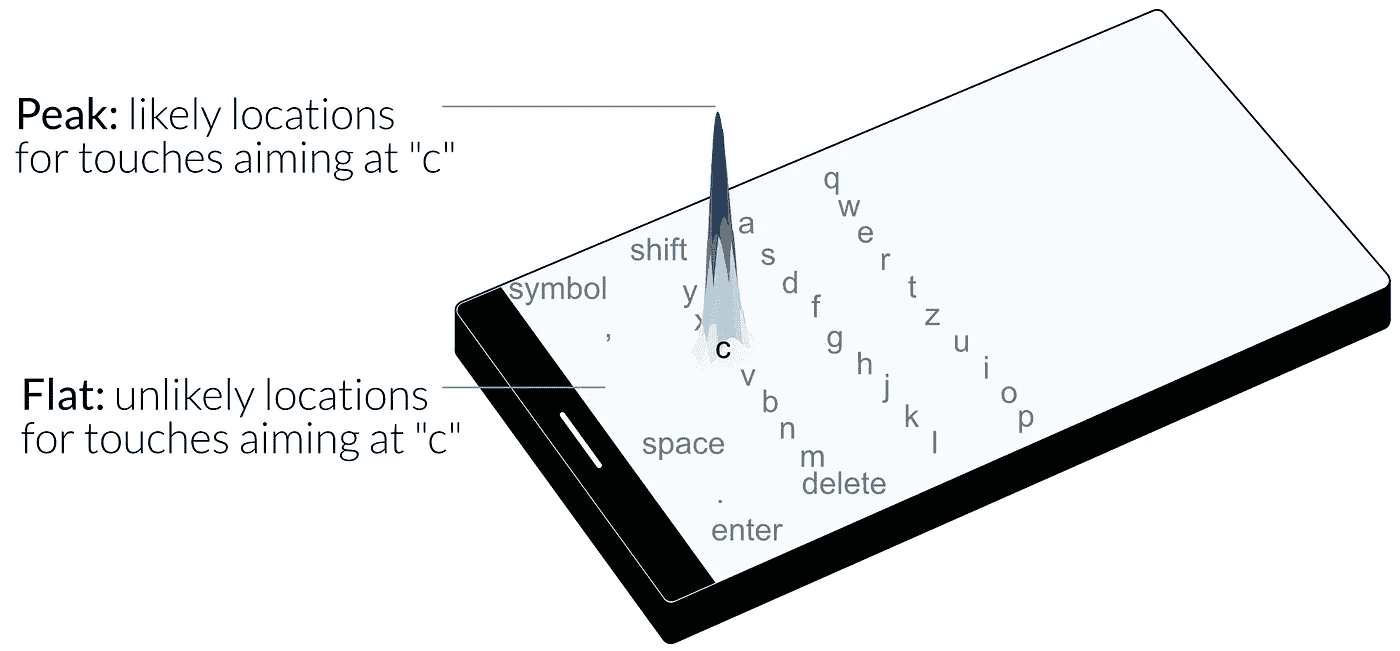 Peak: likely locations
for touches aiming at "c"
Flat: unlikely locations
for touches aiming at "c"
q w e r t z u i o p
a s d f g h j k l
shift y x c v b n m delete
symbol , space . enter